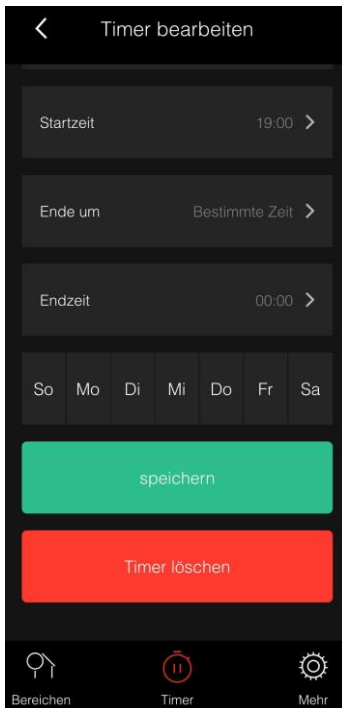 Timer bearbeiten
Startzeit 19:00
Ende um Bestimmte Zeit
Endzeit 00:00
So Mo Di Mi Do Fr Sa
speichern
Timer löschen
Bereichen Timer Mehr